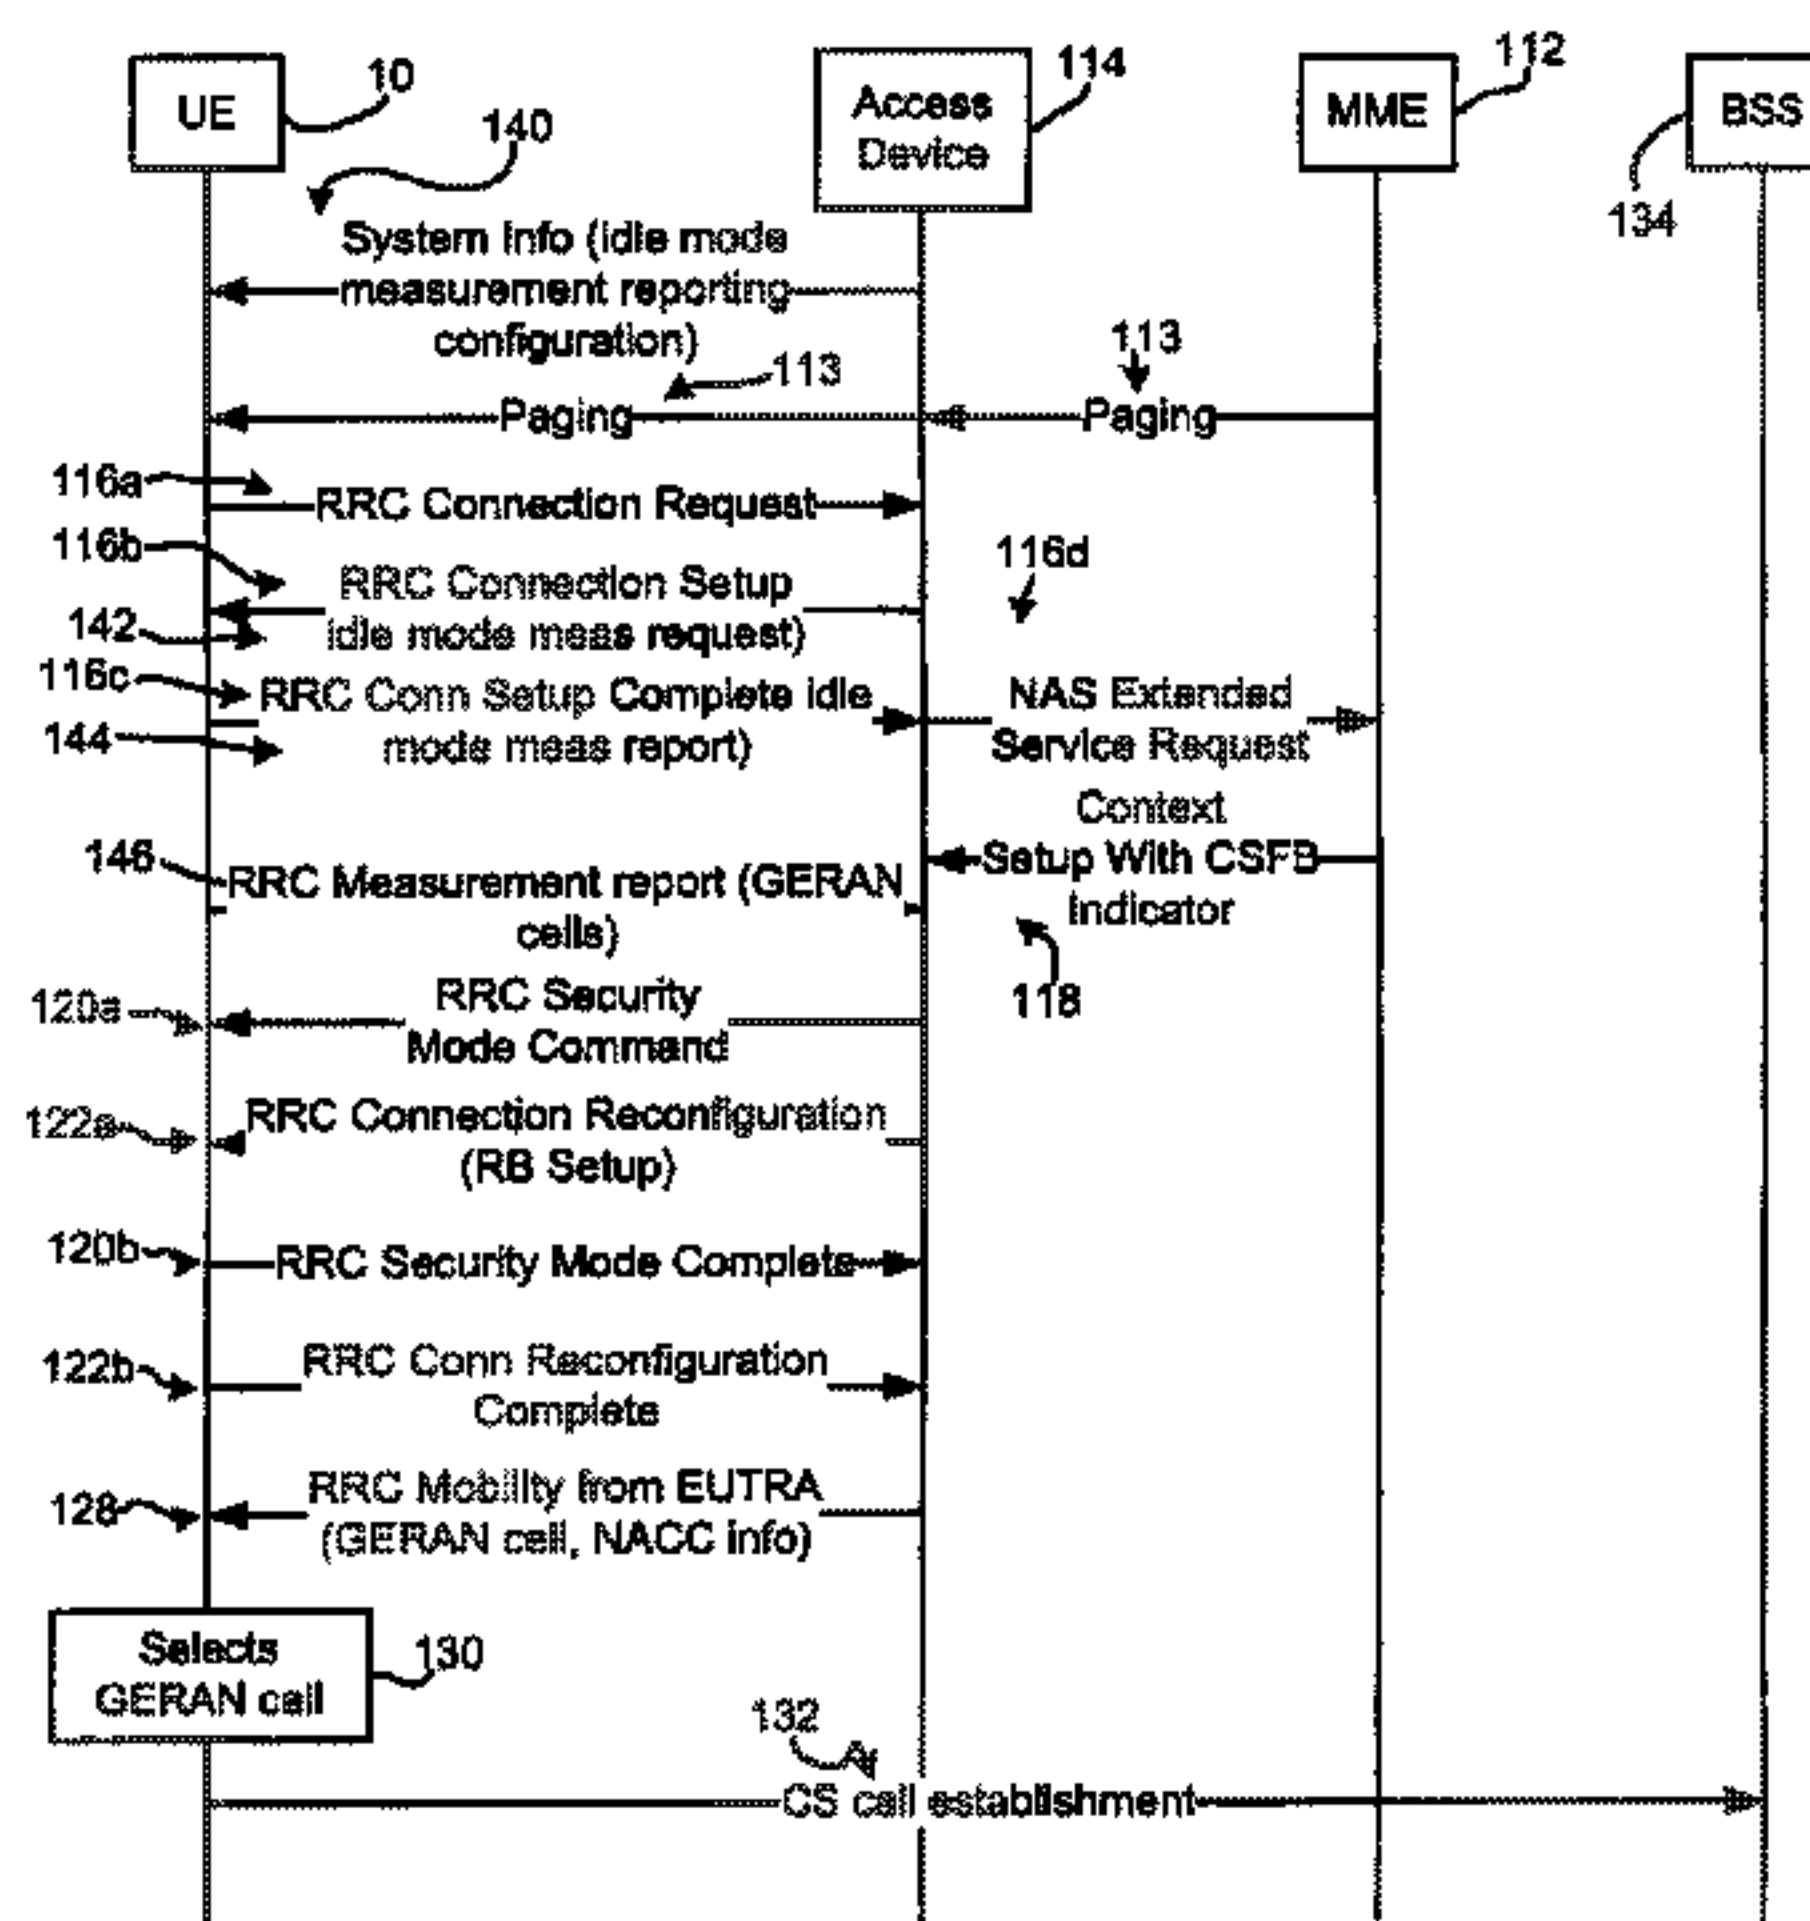 UE
10
Access
Device
114
MME
112
BSS
134
140
System Info (idle mode
measurement reporting
configuration)
113
Paging
113
Paging
116a
RRC Connection Request
116b
RRC Connection Setup
142
idle mode meas request)
116d
116c
RRC Conn Setup Complete idle
144
mode meas report)
NAS Extended
Service Request
Context
Setup With CSFB
Indicator
118
146
RRC Measurement report (GERAN
cells)
120a
RRC Security
Mode Command
122a
RRC Connection Reconfiguration
(RB Setup)
120b
RRC Security Mode Complete
122b
RRC Conn Reconfiguration
Complete
128
RRC Mobility from EUTRA
(GERAN cell, NACC info)
Selects
GERAN cell
130
132
CS call establishment